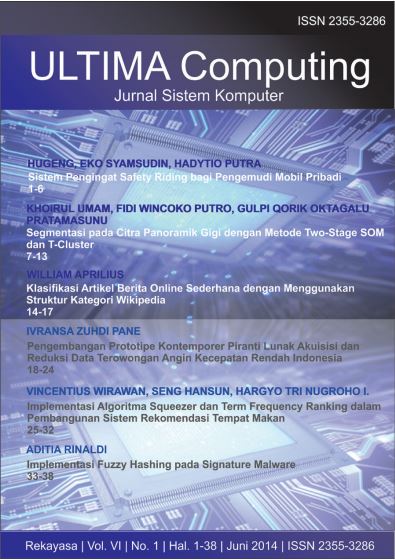 ISSN 2355-3286
ULTIMA Computing
Jurnal Sistem Komputer
HUGENG, EKO SYAMSUDIN, HADYTIO PUTRA
Sistem Pengingat Safety Riding bagi Pengemudi Mobil Pribadi
1-6
KHOIRUL UMAM, FIDI WINCOKO PUTRO, GULPI QORIK OKTAGALU
PRATAMASUNU
Segmentasi pada Citra Panoramik Gigi dengan Metode Two-Stage SOM
dan T-Cluster
7-13
WILLIAM APRILIUS
Klasifikasi Artikel Berita Online Sederhana dengan Menggunakan
Struktur Kategori Wikipedia
14-17
IVRANSA ZUHDI PANE
Pengembangan Prototipe Kontemporer Piranti Lunak Akuisisi dan
Reduksi Data Terowongan Angin Kecepatan Rendah Indonesia
18-24
VINCENTIUS WIRAWAN, SENG HANSUN, HARGYO TRI NUGROHO I.
Implementasi Algoritma Squeezer dan Term Frequency Ranking dalam
Pembangunan Sistem Rekomendasi Tempat Makan
25-32
ADITIA RINALDI
Implementasi Fuzzy Hashing pada Signature Malware
33-38
Rekayasa | Vol. VI | No. 1 | Hal. 1-38 | Juni 2014 | ISSN 2355-3286